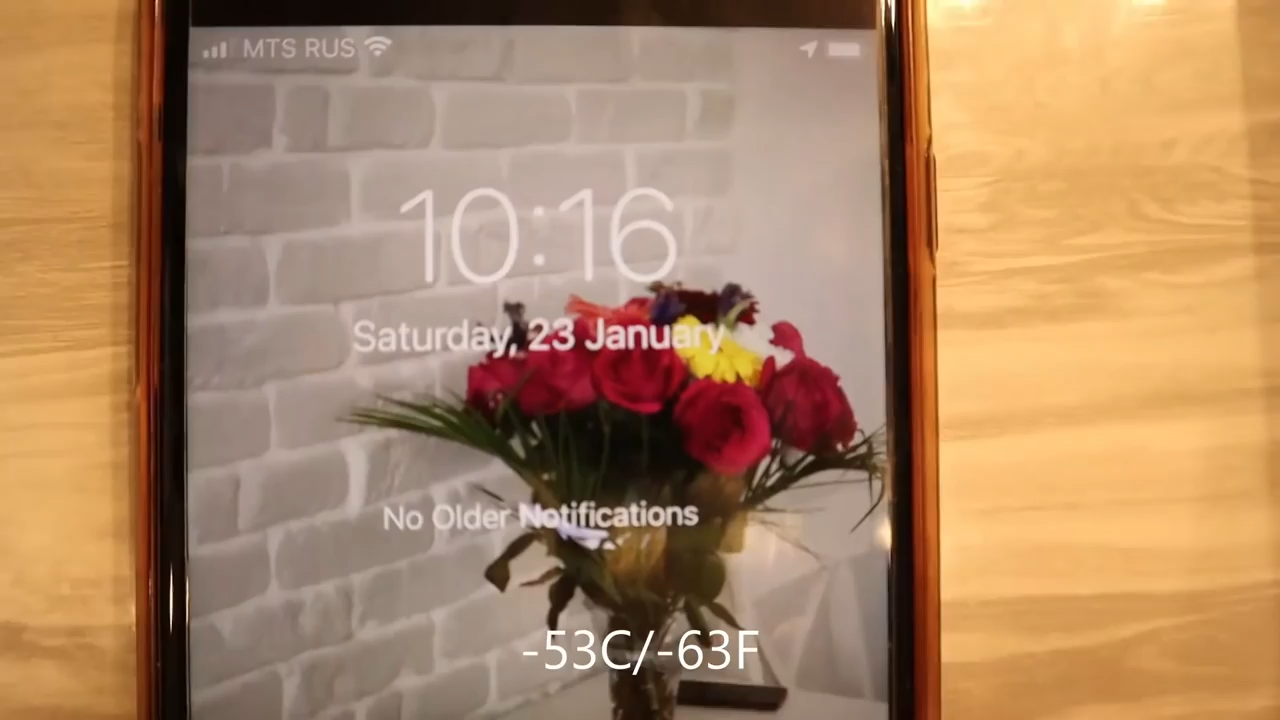 MTS RUS
10:16
Saturday, 23 January
No Older Notifications
-53C/-63F